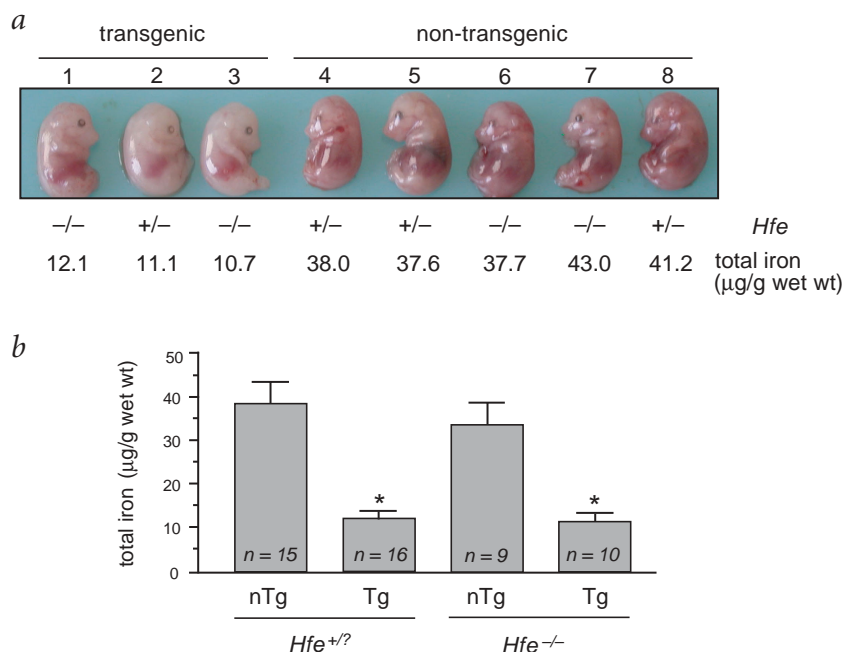 a
transgenic non-transgenic
1 2 3 4 5 6 7 8
–/– +/– –/– +/– +/– –/– –/– +/– Hfe
12.1 11.1 10.7 38.0 37.6 37.7 43.0 41.2 total iron
(μg/g wet wt)
b
total iron (μg/g wet wt)
50
40
30
20
10
0
* *
n = 15 n = 16 n = 9 n = 10
nTg Tg nTg Tg
Hfe+/? Hfe–/–